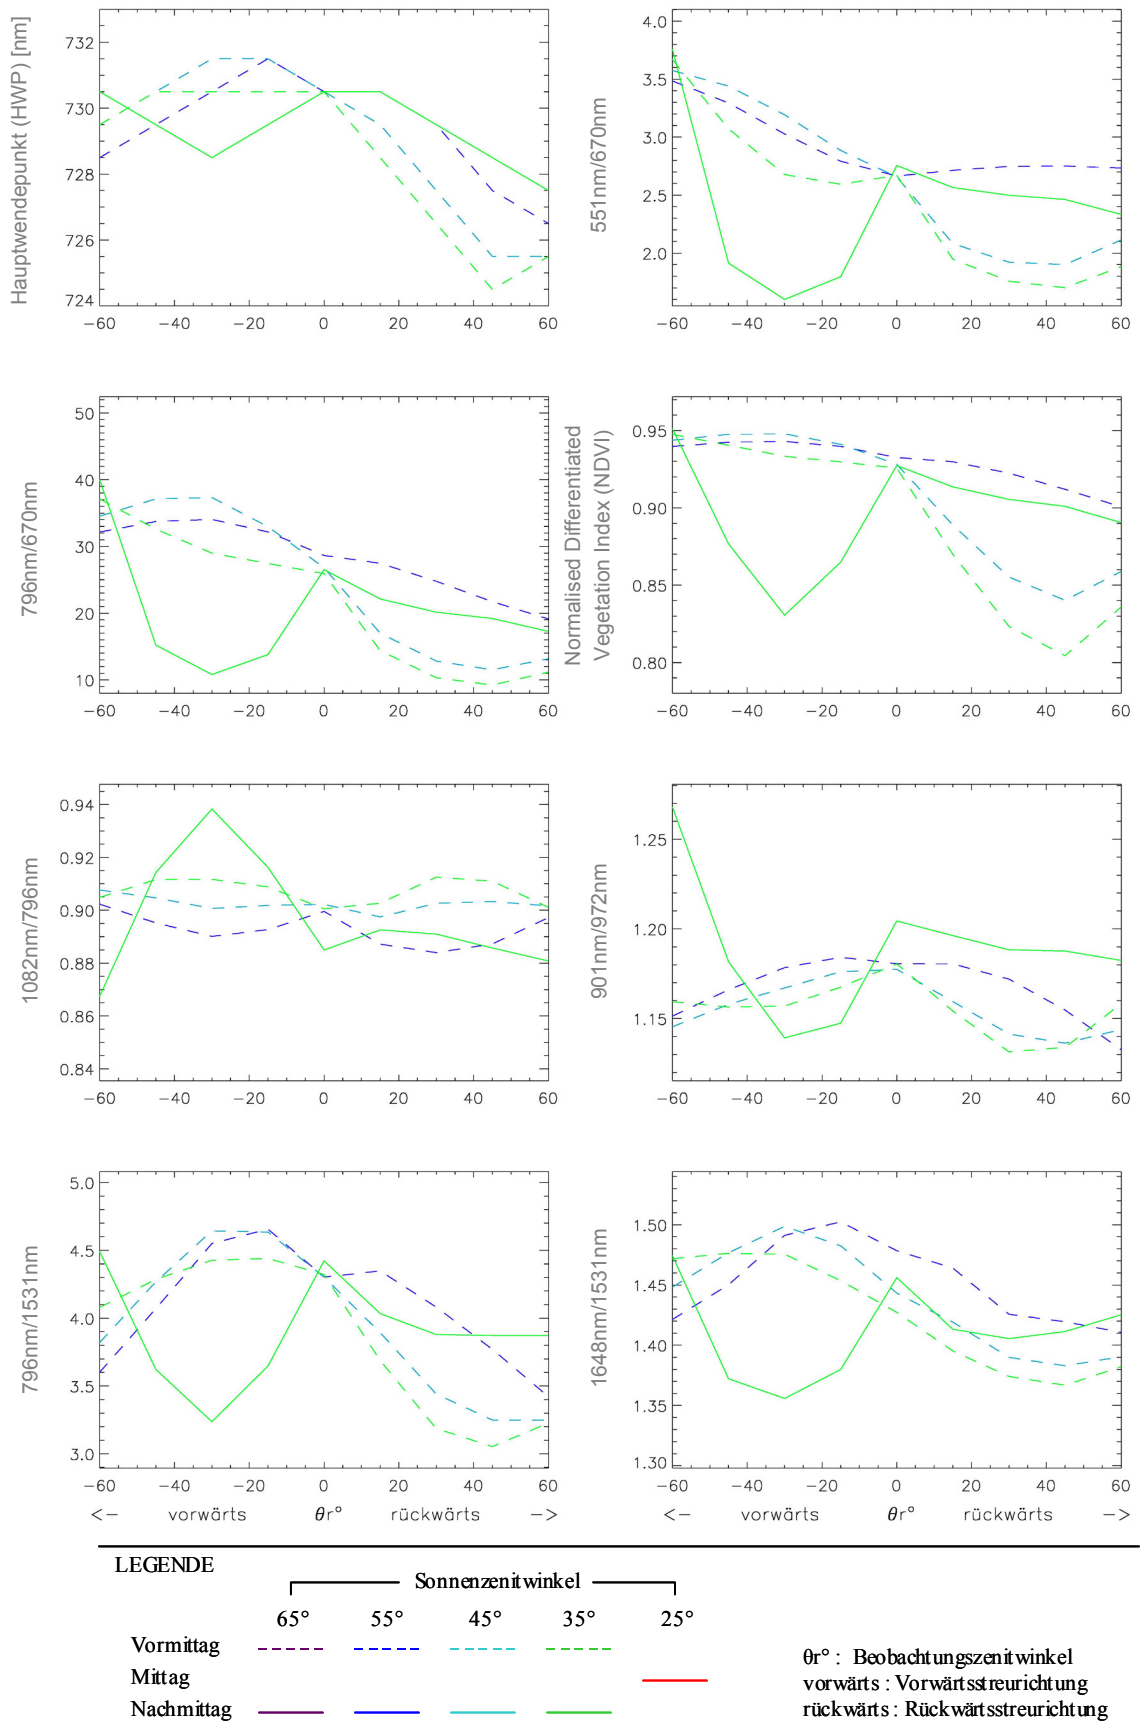 Hauptwendepunkt (HWP) [nm]
732
730
728
726
724
−60 −40 −20 0 20 40 60
551nm/670nm
4.0
3.5
3.0
2.5
2.0
−60 −40 −20 0 20 40 60
796nm/670nm
50
40
30
20
10
−60 −40 −20 0 20 40 60
Normalised Differentiated
Vegetation Index (NDVI)
0.95
0.90
0.85
0.80
−60 −40 −20 0 20 40 60
1082nm/796nm
0.94
0.92
0.90
0.88
0.86
0.84
−60 −40 −20 0 20 40 60
901nm/972nm
1.25
1.20
1.15
−60 −40 −20 0 20 40 60
796nm/1531nm
5.0
4.5
4.0
3.5
3.0
−60 −40 −20 0 20 40 60
<− vorwärts θr° rückwärts −>
1648nm/1531nm
1.50
1.45
1.40
1.35
1.30
−60 −40 −20 0 20 40 60
<− vorwärts θr° rückwärts −>
LEGENDE
Sonnenzenitwinkel
65° 55° 45° 35° 25°
Vormittag
Mittag
Nachmittag
θr° : Beobachtungszenitwinkel
vorwärts : Vorwärtsstreurichtung
rückwärts : Rückwärtsstreurichtung